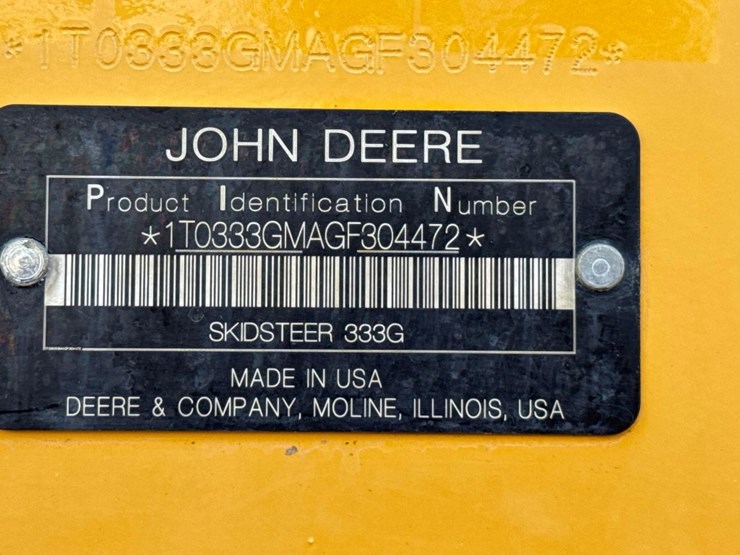 *1T0333GMAGF304472*
JOHN DEERE
Product Identification Number
*1T0333GMAGF304472*
SKIDSTEER 333G
MADE IN USA
DEERE & COMPANY, MOLINE, ILLINOIS, USA